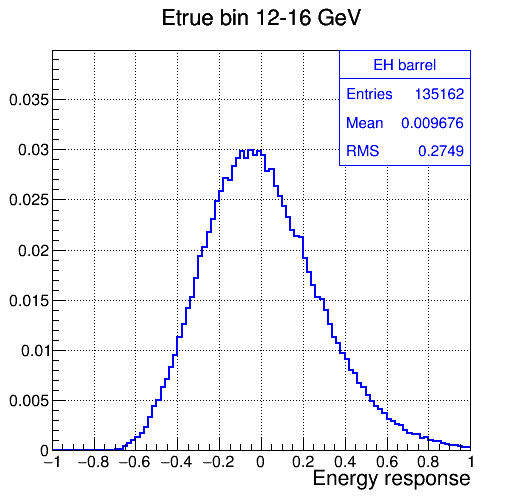 Etrue bin 12-16 GeV
EH barrel
Entries 135162
Mean 0.009676
RMS 0.2749
0.035
0.03
0.025
0.02
0.015
0.01
0.005
0
−1 −0.8 −0.6 −0.4 −0.2 0 0.2 0.4 0.6 0.8 1
Energy response